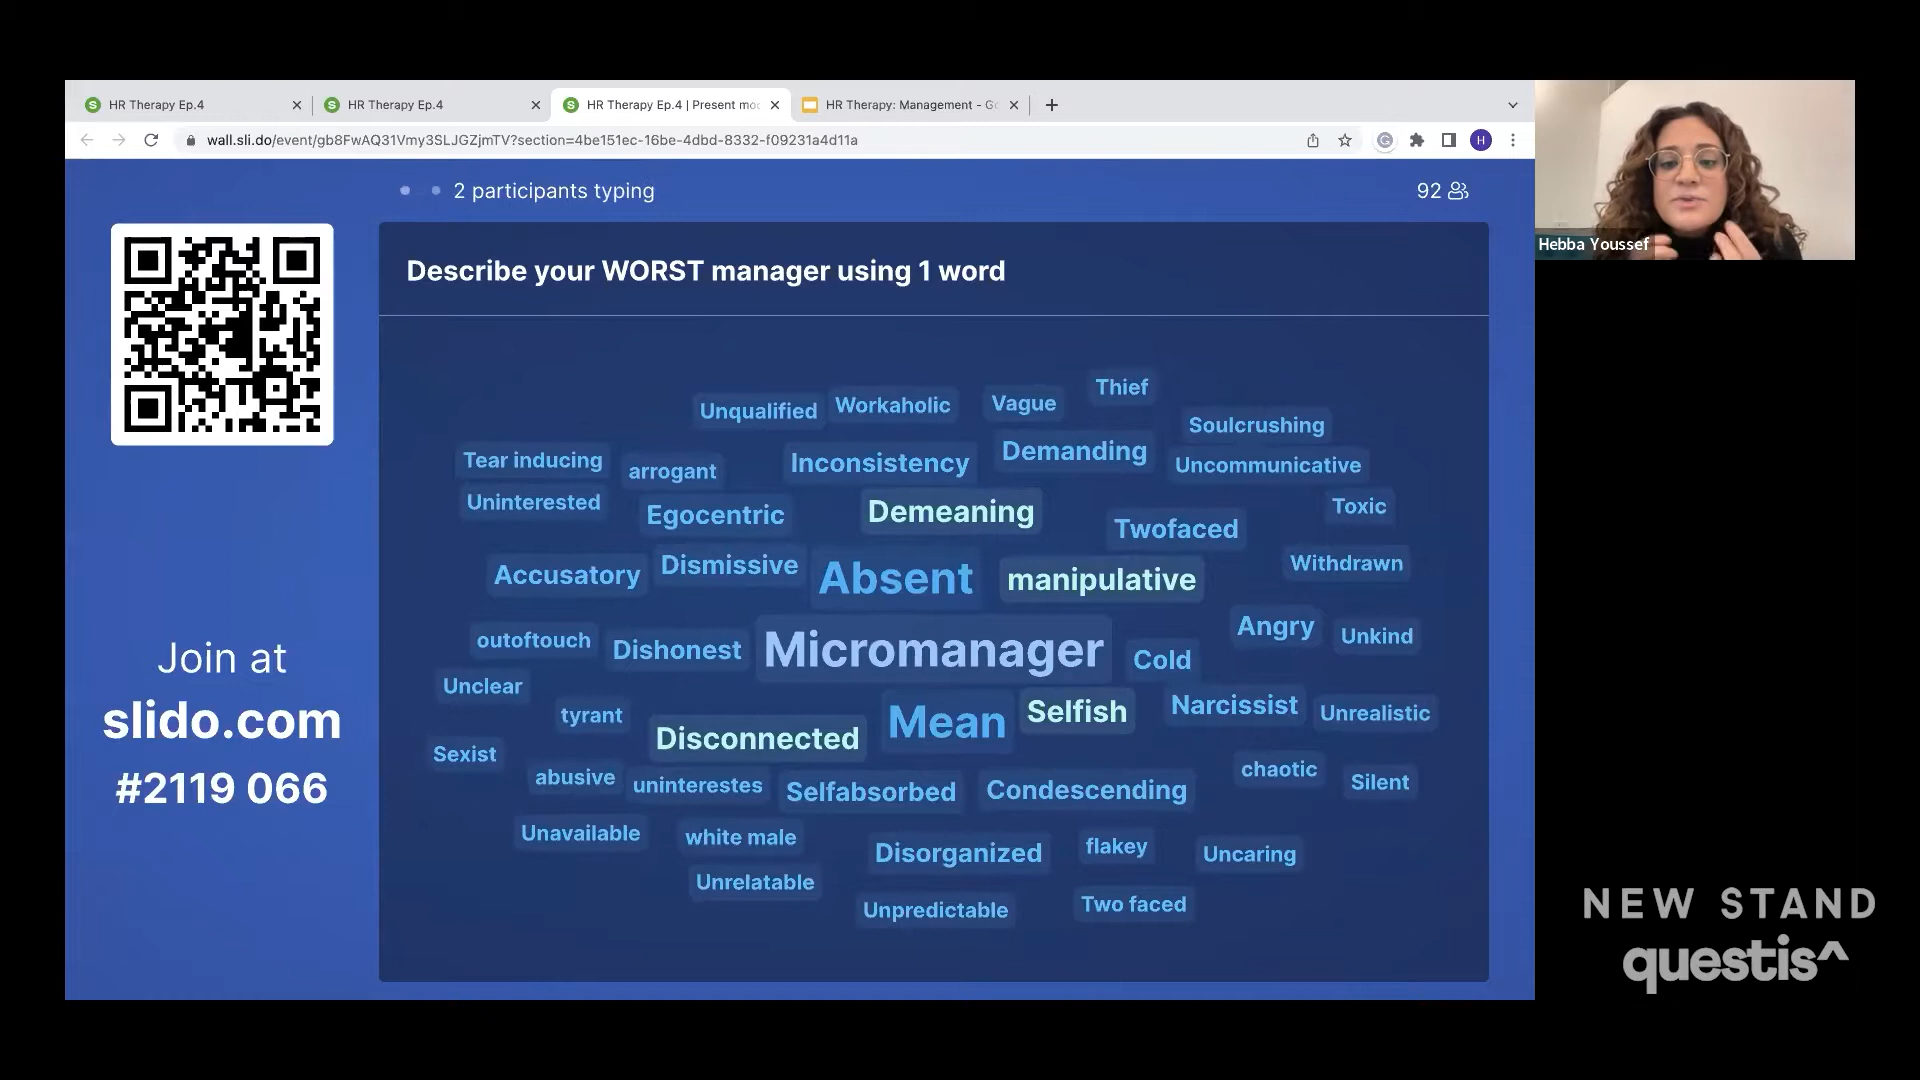 HR Therapy Ep.4
HR Therapy Ep.4
HR Therapy Ep.4 | Present mo
HR Therapy: Management - G
wall.sli.do/event/gb8FwAQ31Vmy3SLJGZjmTV?section=4be151ec-16be-4dbd-8332-f09231a4d11a
H
2 participants typing
92
Describe your WORST manager using 1 word
Thief
Unqualified Workaholic Vague
Soulcrushing
Tear inducing arrogant Inconsistency Demanding Uncommunicative
Uninterested Egocentric Demeaning Twofaced Toxic
Accusatory Dismissive Absent manipulative Withdrawn
outoftouch Dishonest Micromanager Cold Angry Unkind
Unclear tyrant Disconnected Mean Selfish Narcissist Unrealistic
Sexist abusive uninterestes Selfabsorbed Condescending chaotic Silent
Unavailable white male Disorganized flakey Uncaring
Unrelatable Unpredictable Two faced
Join at
slido.com
#2119 066
Hebba Youssef
NEW STAND
questis^